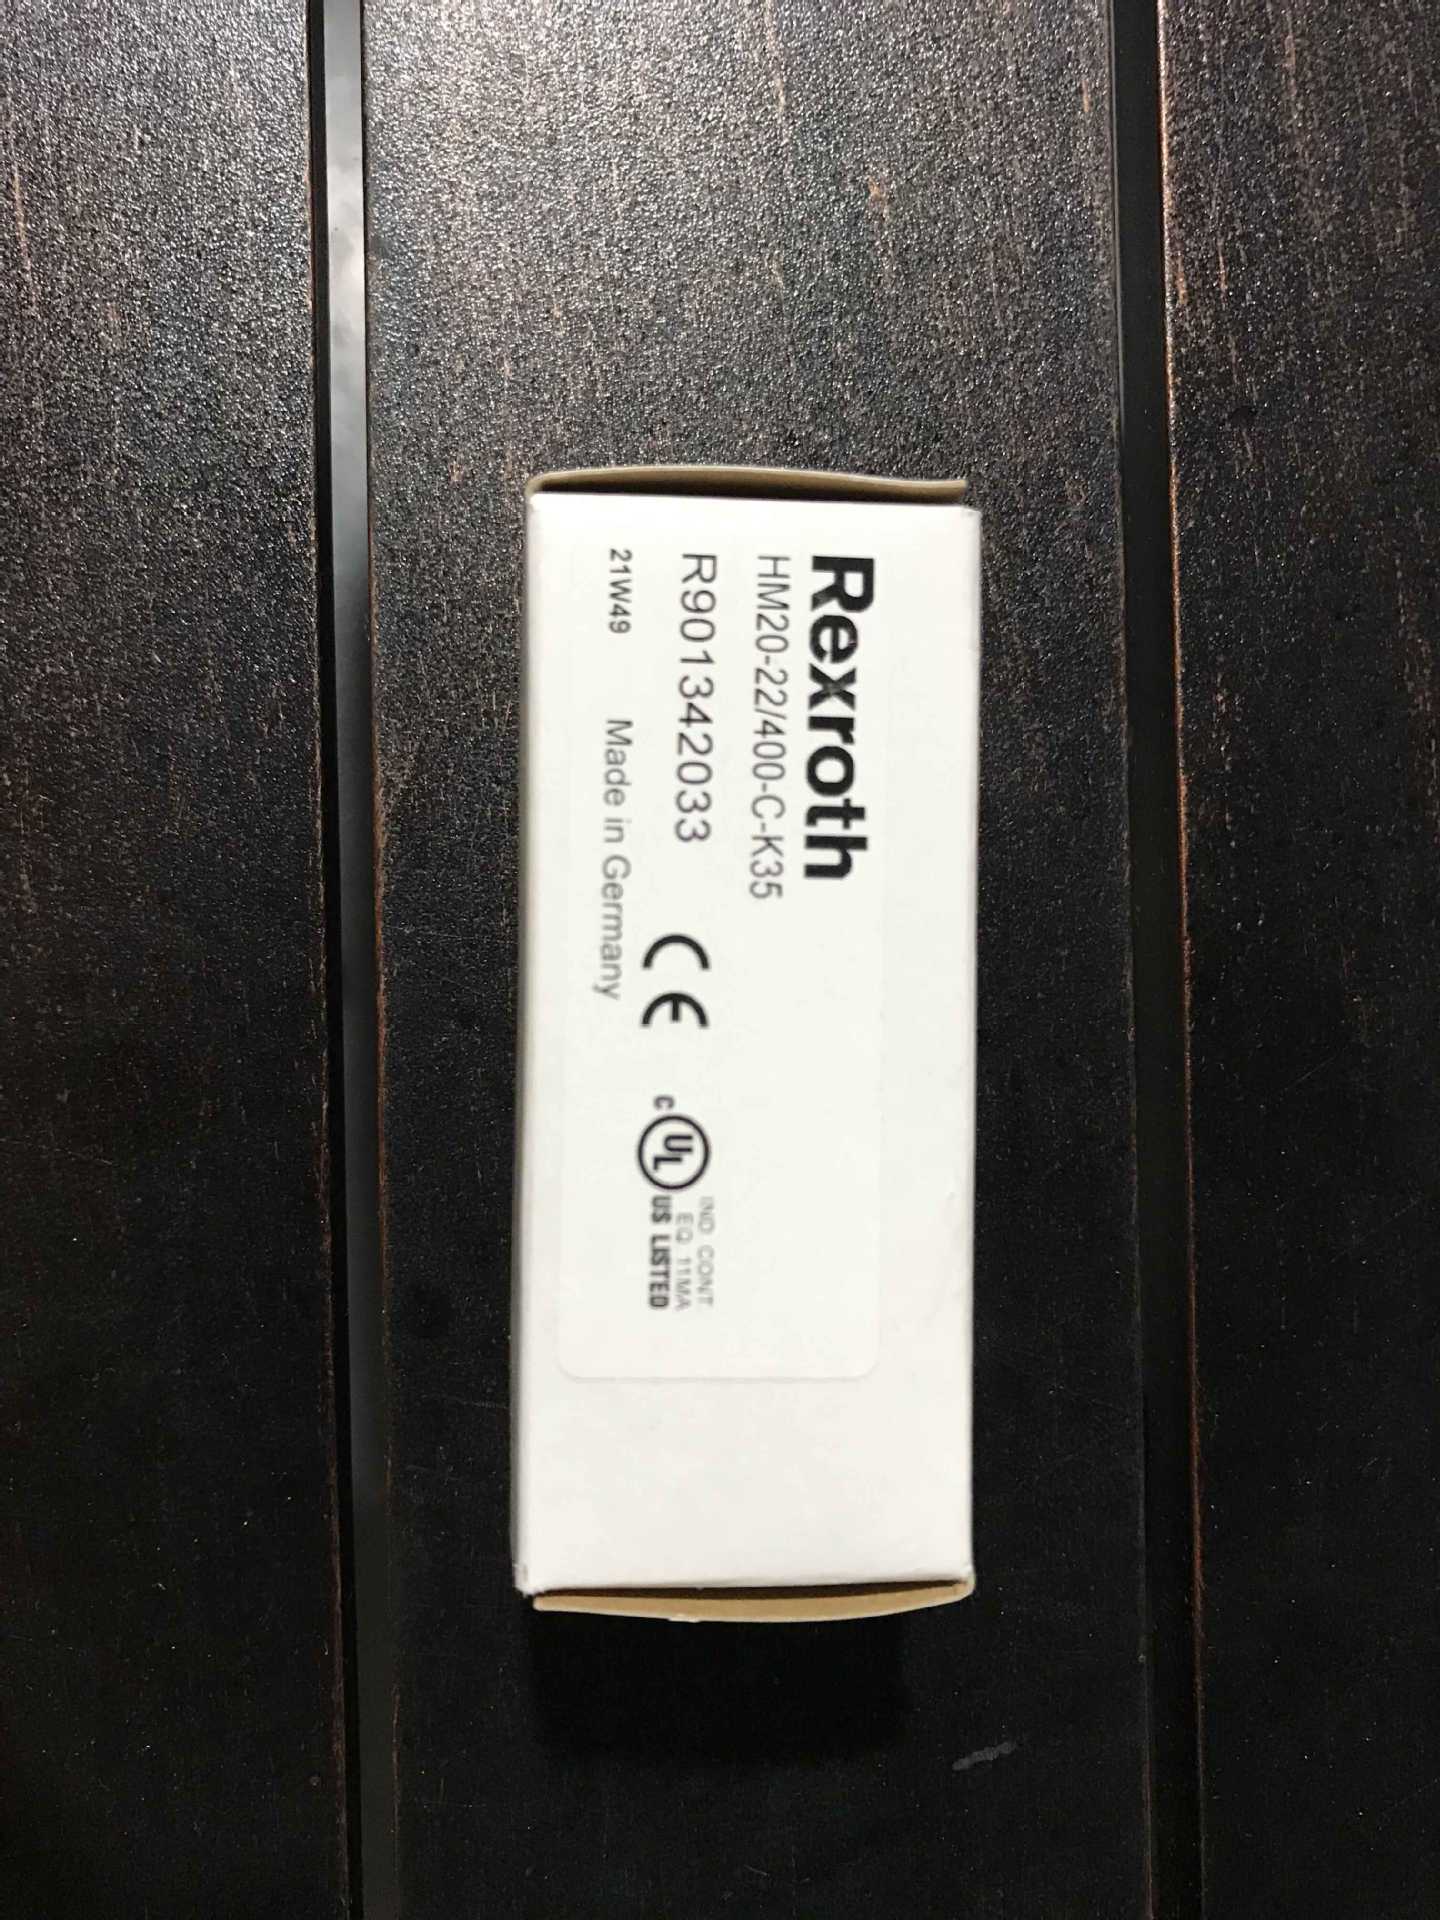 Rexroth
HM20-22/400-C-K35
R901342033
CE
c UL US LISTED
IND. CONT
EQ. 11MA
21W49
Made in Germany